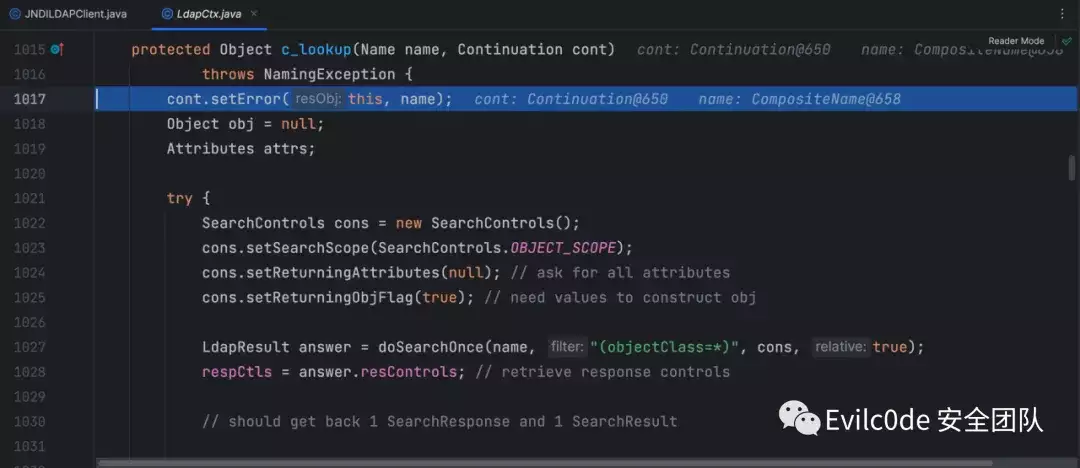 JNDILDAPClient.java LdapCtx.java
Reader Mode
1015 protected Object c_lookup(Name name, Continuation cont) cont: Continuation@650 name: CompositeName@658
1016 throws NamingException {
1017 cont.setError( resObj: this, name); cont: Continuation@650 name: CompositeName@658
1018 Object obj = null;
1019 Attributes attrs;
1020
1021 try {
1022 SearchControls cons = new SearchControls();
1023 cons.setSearchScope(SearchControls.OBJECT_SCOPE);
1024 cons.setReturningAttributes(null); // ask for all attributes
1025 cons.setReturningObjFlag(true); // need values to construct obj
1026
1027 LdapResult answer = doSearchOnce(name, filter: "(objectClass=*)", cons, relative: true);
1028 respCtls = answer.resControls; // retrieve response controls
1029
1030 // should get back 1 SearchResponse and 1 SearchResult
1031
Evilc0de 安全团队